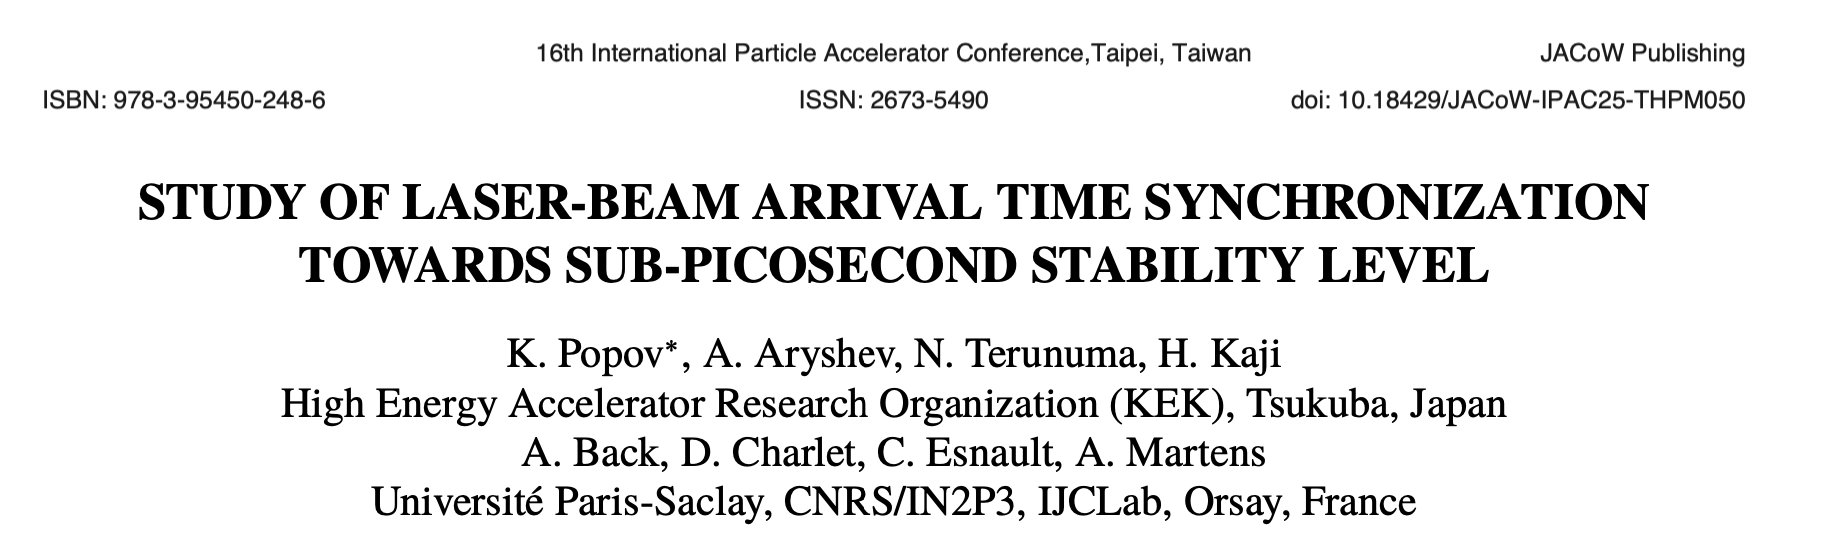 16th International Particle Accelerator Conference,Taipei, Taiwan JACoW Publishing
ISBN: 978-3-95450-248-6 ISSN: 2673-5490 doi: 10.18429/JACoW-IPAC25-THPM050
STUDY OF LASER-BEAM ARRIVAL TIME SYNCHRONIZATION
TOWARDS SUB-PICOSECOND STABILITY LEVEL
K. Popov*, A. Aryshev, N. Terunuma, H. Kaji
High Energy Accelerator Research Organization (KEK), Tsukuba, Japan
A. Back, D. Charlet, C. Esnault, A. Martens
Université Paris-Saclay, CNRS/IN2P3, IJCLab, Orsay, France